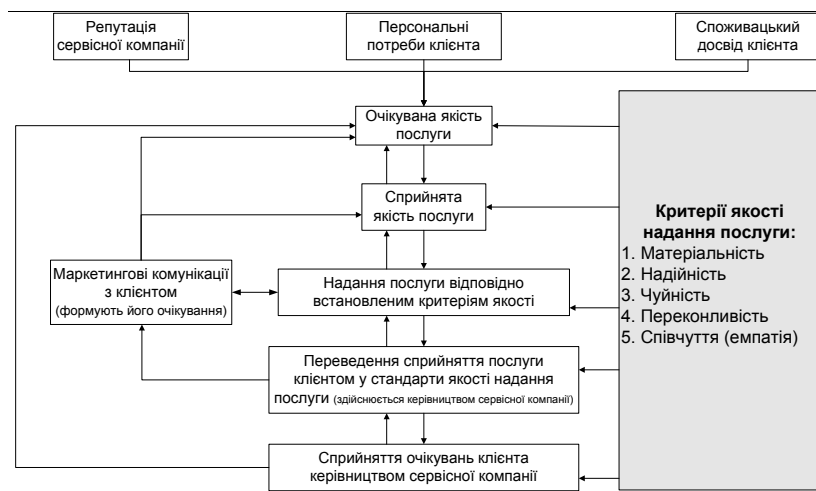 Репутація
сервісної компанії
Персональні
потреби клієнта
Споживацький
досвід клієнта
Очікувана якість
послуги
Сприйнята
якість послуги
Маркетингові комунікації
з клієнтом
(формують його очікування)
Надання послуги відповідно
встановленим критеріям якості
Переведення сприйняття послуги
клієнтом у стандарти якості надання
послуги (здійснюється керівництвом сервісної компанії)
Сприйняття очікувань клієнта
керівництвом сервісної компанії
Критерії якості
надання послуги:
1. Матеріальність
2. Надійність
3. Чуйність
4. Переконливість
5. Співчуття (емпатія)